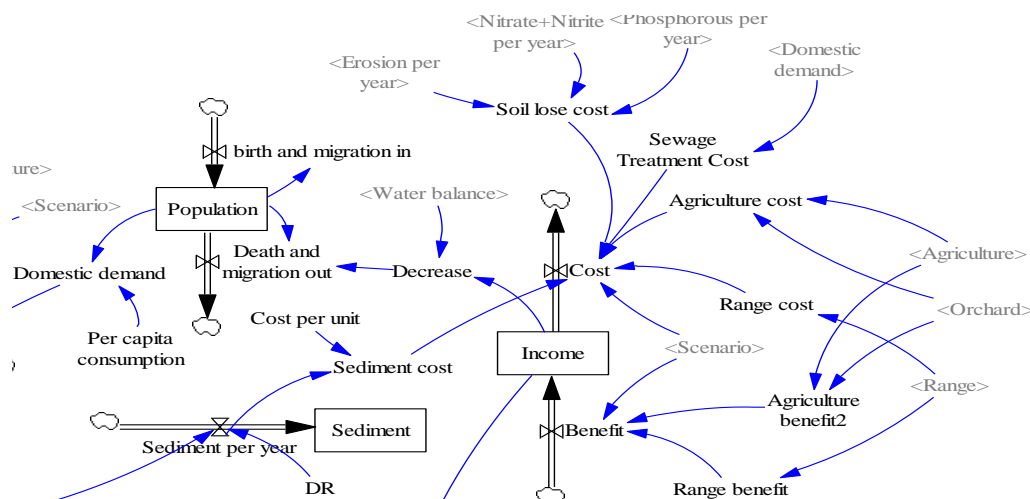 <Nitrate+Nitrite
per year>
<Phosphorous per
year>
<Domestic
demand>
<Erosion per
year>
Soil lose cost
Sewage
Treatment Cost
birth and migration in
ure>
<Scenario>
Population
<Water balance>
Agriculture cost
Death and
migration out
Domestic demand
Decrease
Cost
<Agriculture>
Range cost
<Orchard>
Per capita
consumption
Cost per unit
Income
<Scenario>
Sediment cost
<Range>
Agriculture
benefit2
Sediment
Benefit
Sediment per year
DR
Range benefit